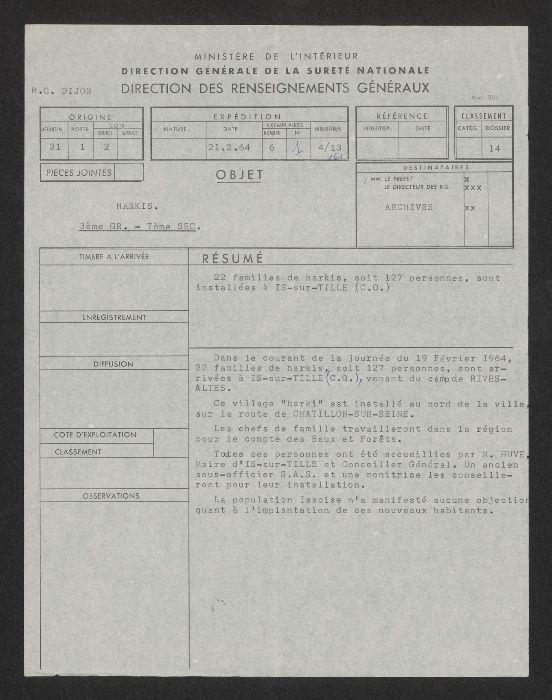 MINISTÈRE DE L'INTÉRIEUR
DIRECTION GÉNÉRALE DE LA SURETÉ NATIONALE
R.G. DIJON DIRECTION DES RENSEIGNEMENTS GÉNÉRAUX
ORIGINE
POSTE
COTE
SOURCE SERVICE
21 1 2
EXPÉDITION
NATURE DATE EXEMPLAIRES
NOMBRE N°
21.2.64 6 1 4/13
RÉFÉRENCE
DATE
CLASSEMENT
CATÉG. DOSSIER
14
PIÈCES JOINTES
OBJET
DESTINATAIRES
MM. LE PRÉFET X
LE DIRECTEUR DES R.G. XXX
ARCHIVES XX
HARKIS.
3ème GR. - 7ème SEC.
TIMBRE A L'ARRIVÉE
ENREGISTREMENT
DIFFUSION
COTE D'EXPLOITATION
CLASSEMENT
OBSERVATIONS
RÉSUMÉ
22 familles de harkis, soit 127 personnes, sont
installées à IS-sur-TILLE (C.O.)
Dans le courant de la journée du 19 Février 1964,
22 familles de harkis, soit 127 personnes, sont ar-
rivées à IS-sur-TILLE (C.O.), venant du camp de RIVES-
ALTES.
Ce village "harki" est installé au nord de la ville,
sur la route de CHATILLON-SUR-SEINE.
Les chefs de famille travailleront dans la région
pour le compte des Eaux et Forêts.
Toutes ces personnes ont été accueillies par M. HUVE,
Maire d'IS-sur-TILLE et Conseiller Général. Un ancien
sous-officier S.A.S. et une monitrice les conseille-
ront pour leur installation.
La population Issoise n'a manifesté aucune objection
quant à l'implantation de ces nouveaux habitants.